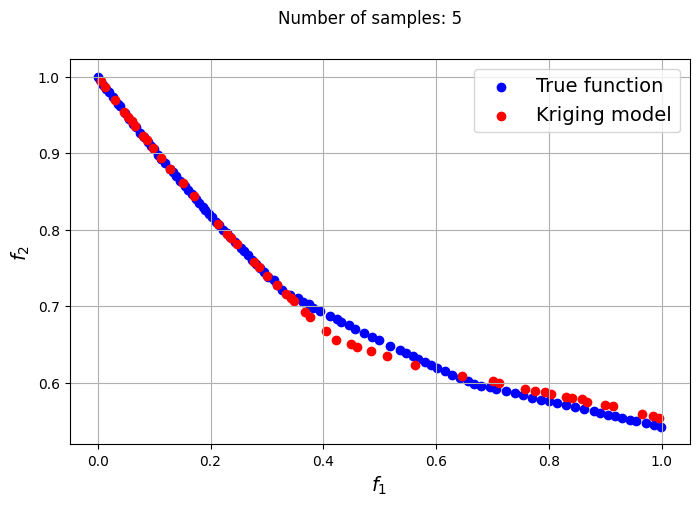 Number of samples: 5
True function
Kriging model
1.0
0.9
0.8
0.7
0.6
f₂
0.0 0.2 0.4 0.6 0.8 1.0
f₁